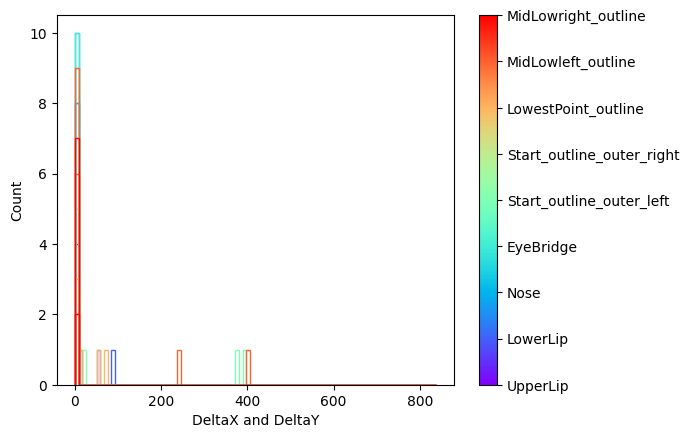 10
8
6
4
2
0
Count
0 200 400 600 800
DeltaX and DeltaY
MidLowright_outline
MidLowleft_outline
LowestPoint_outline
Start_outline_outer_right
Start_outline_outer_left
EyeBridge
Nose
LowerLip
UpperLip